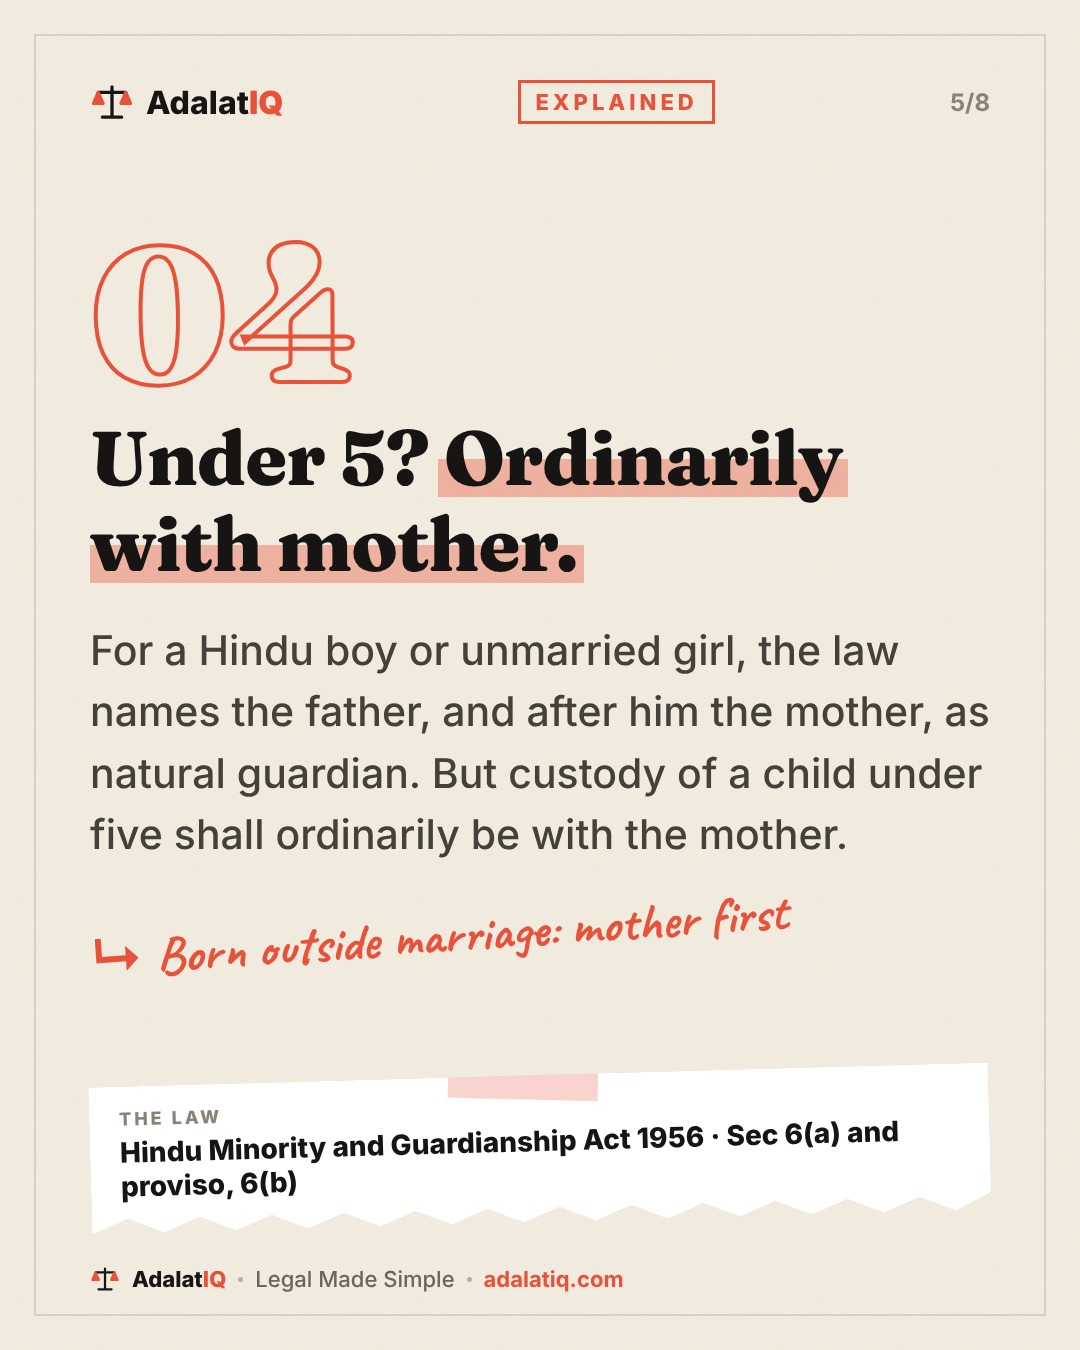 AdalatIQ
EXPLAINED
5/8
04
Under 5? Ordinarily
with mother.
For a Hindu boy or unmarried girl, the law
names the father, and after him the mother, as
natural guardian. But custody of a child under
five shall ordinarily be with the mother.
↳ Born outside marriage: mother first
THE LAW
Hindu Minority and Guardianship Act 1956 · Sec 6(a) and
proviso, 6(b)
AdalatIQ • Legal Made Simple • adalatiq.com